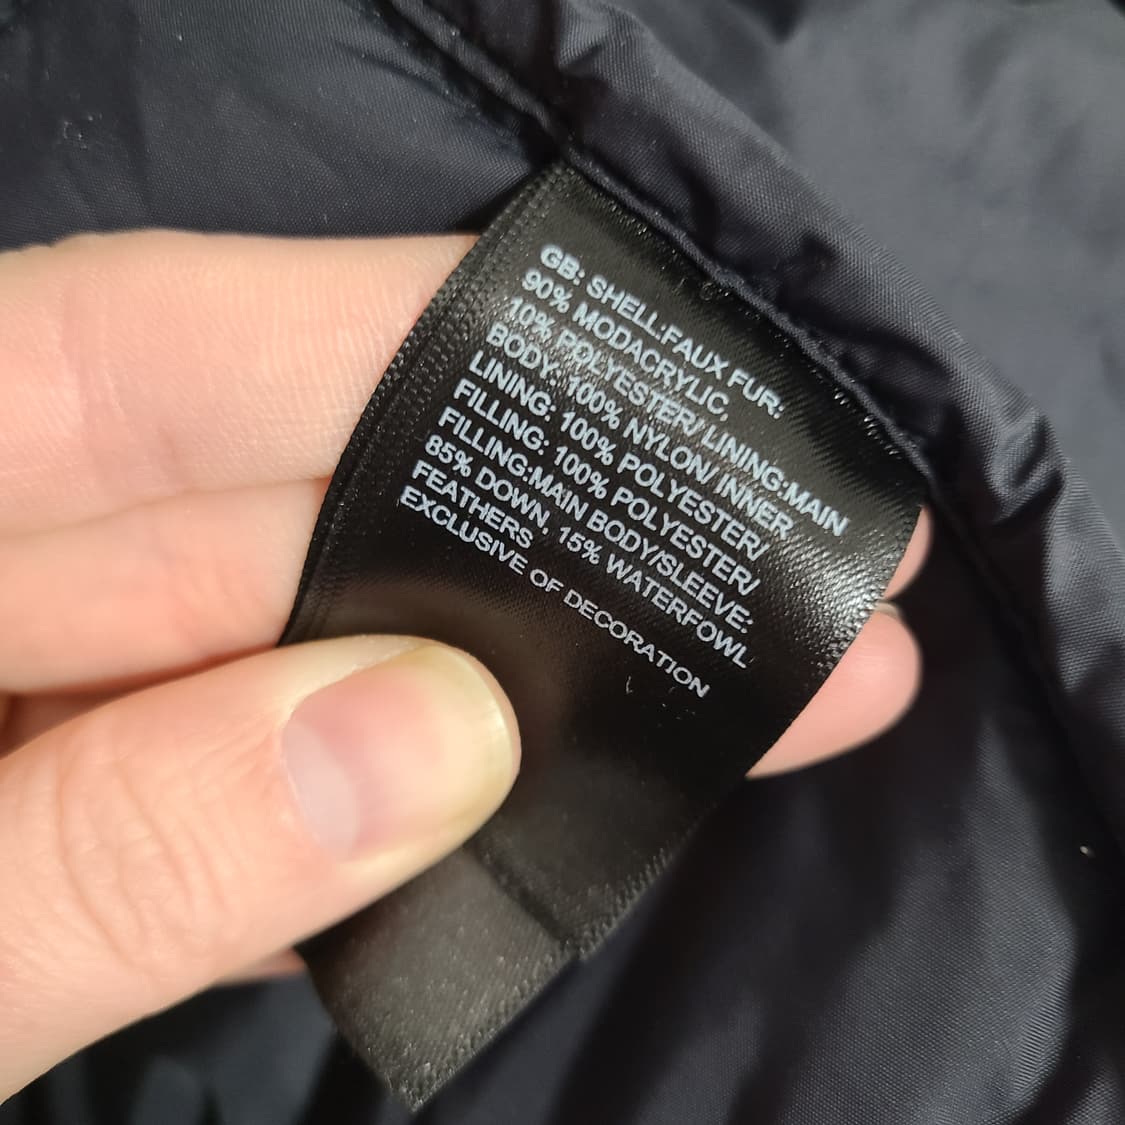 GB: SHELL:FAUX FUR:
90% MODACRYLIC,
10% POLYESTER/ LINING:MAIN
BODY:100% NYLON/ INNER
LINING: 100% POLYESTER/
FILLING: 100% POLYESTER/
FILLING:MAIN BODY/SLEEVE:
85% DOWN, 15% WATERFOWL
FEATHERS
EXCLUSIVE OF DECORATION